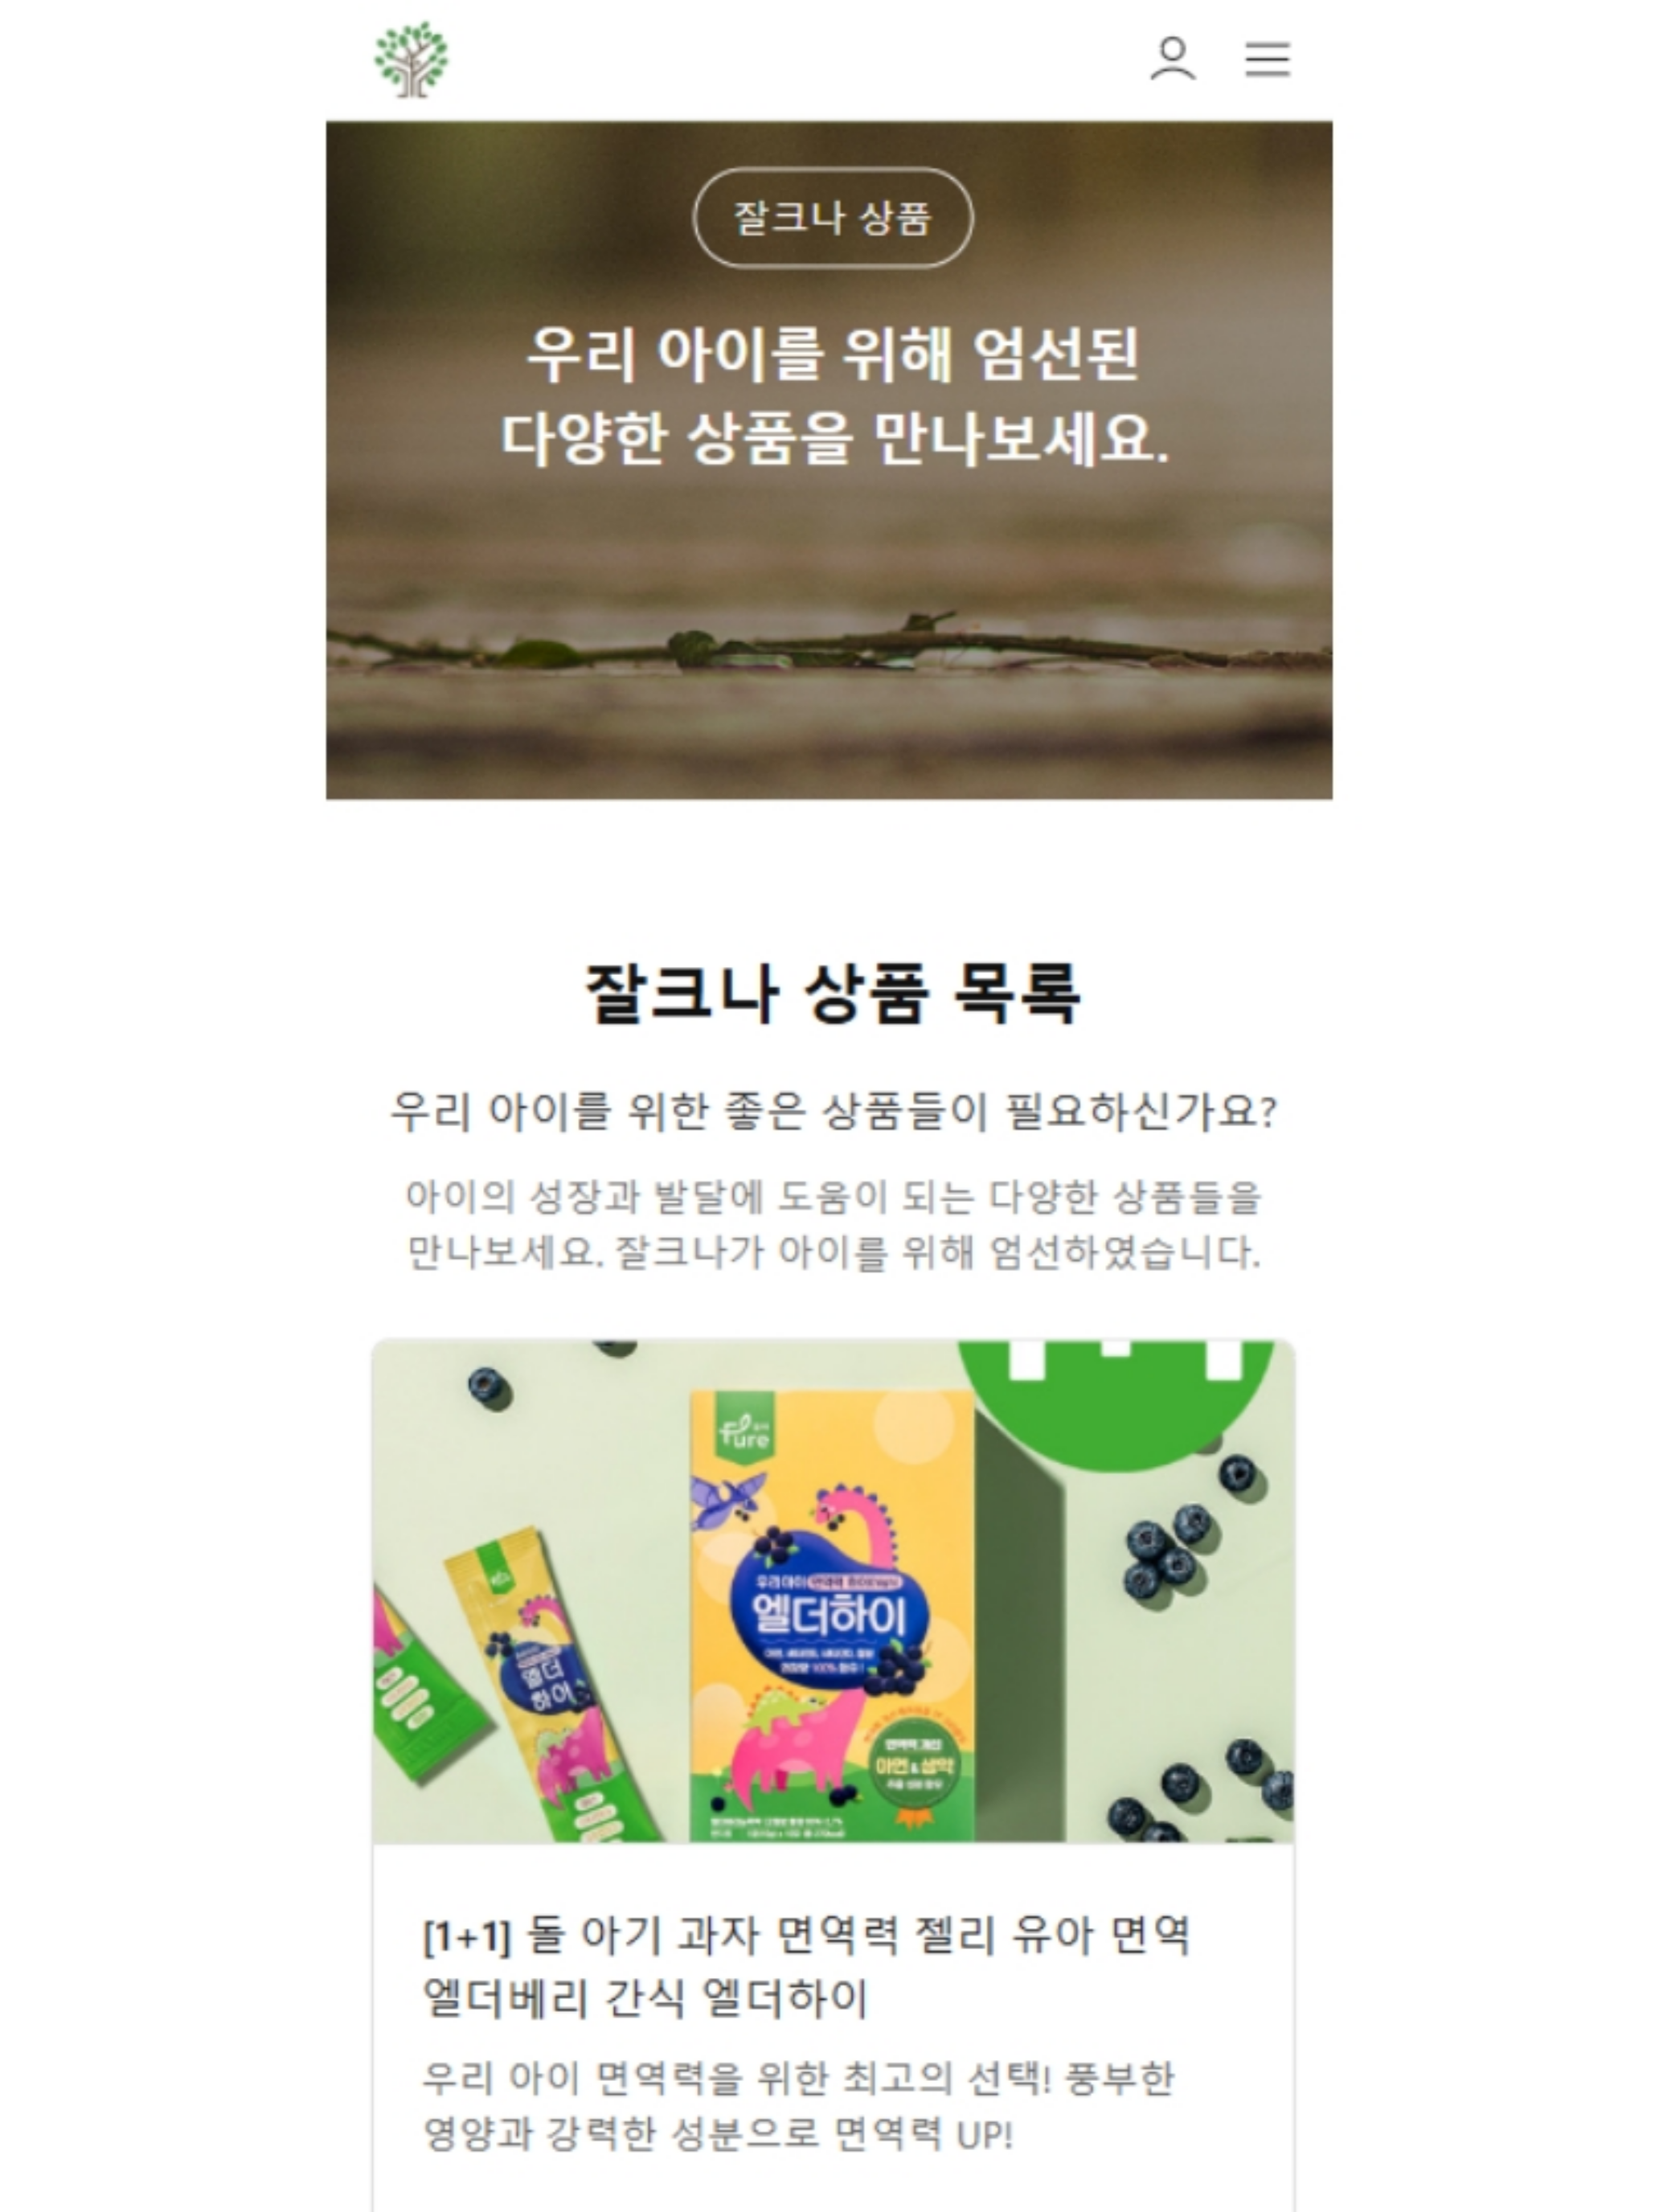 잘크나 상품
우리 아이를 위해 엄선된
다양한 상품을 만나보세요.
잘크나 상품 목록
우리 아이를 위한 좋은 상품들이 필요하신가요?
아이의 성장과 발달에 도움이 되는 다양한 상품들을
만나보세요. 잘크나가 아이를 위해 엄선하였습니다.
Pure
우리아이
엘더하이
100%
아연 &
엘더
하이
[1+1] 돌 아기 과자 면역력 젤리 유아 면역
엘더베리 간식 엘더하이
우리 아이 면역력을 위한 최고의 선택! 풍부한
영양과 강력한 성분으로 면역력 UP!